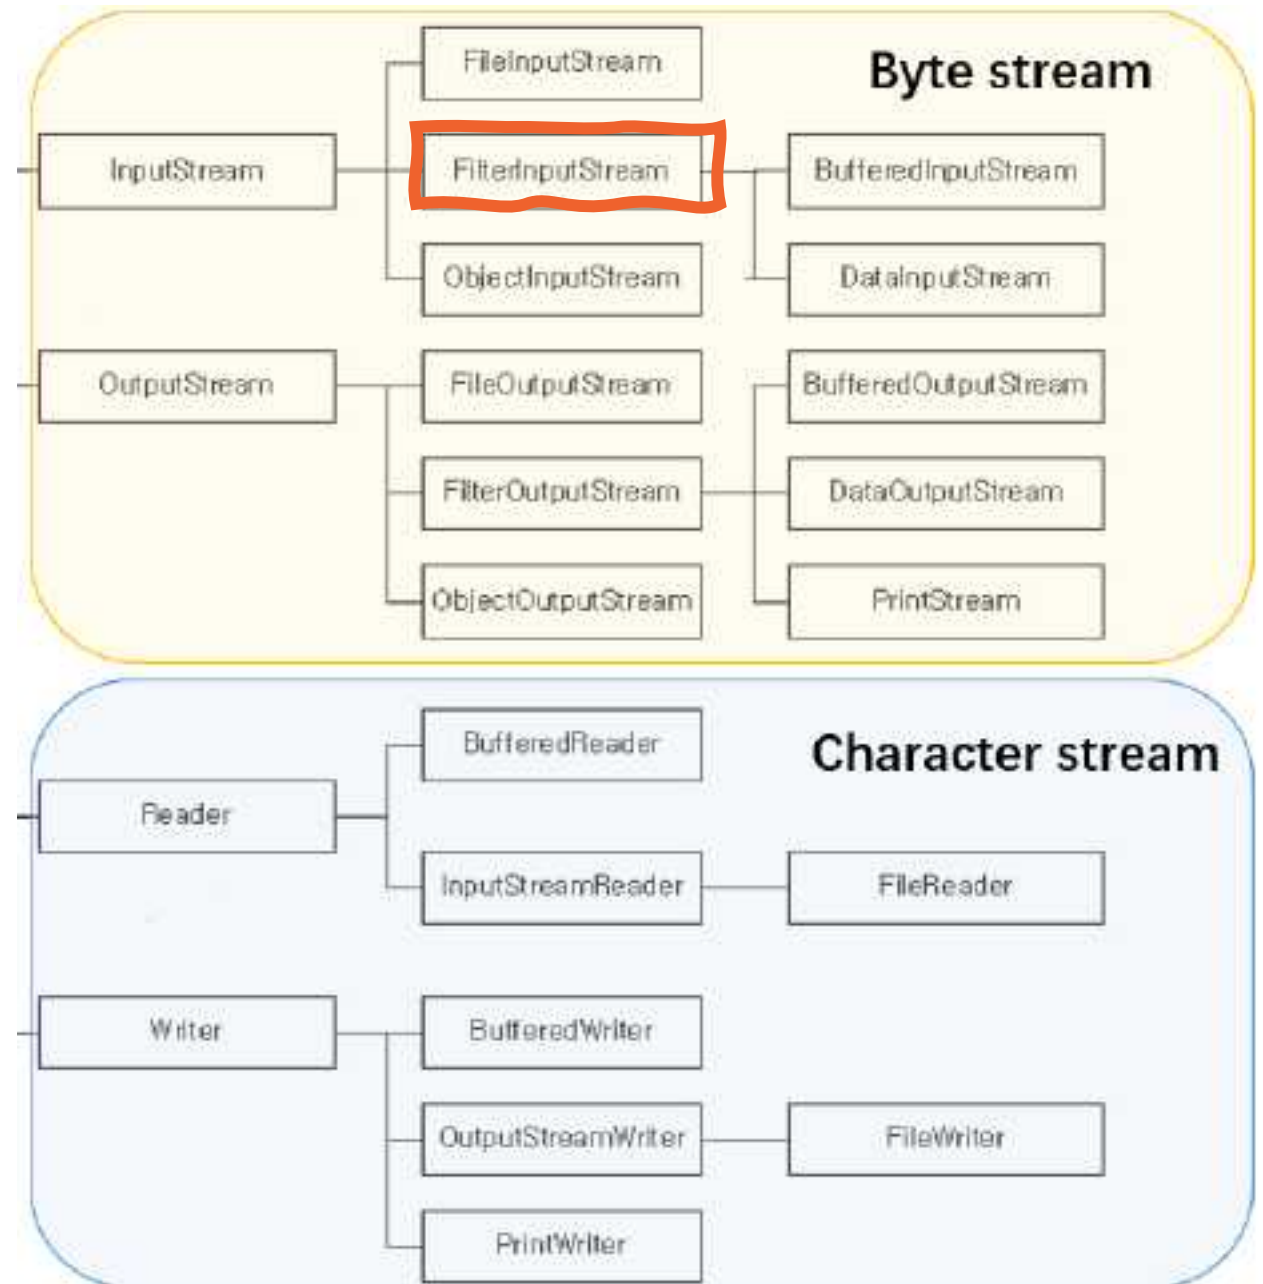 FileInputStream
Byte stream
InputStream
FilterInputStream
BufferedInputStream
ObjectInputStream
DataInputStream
OutputStream
FileOutputStream
BufferedOutputStream
FilterOutputStream
DataOutputStream
ObjectOutputStream
PrintStream
BufferedReader
Character stream
Reader
InputStreamReader
FileReader
Writer
BufferedWriter
OutputStreamWriter
FileWriter
PrintWriter